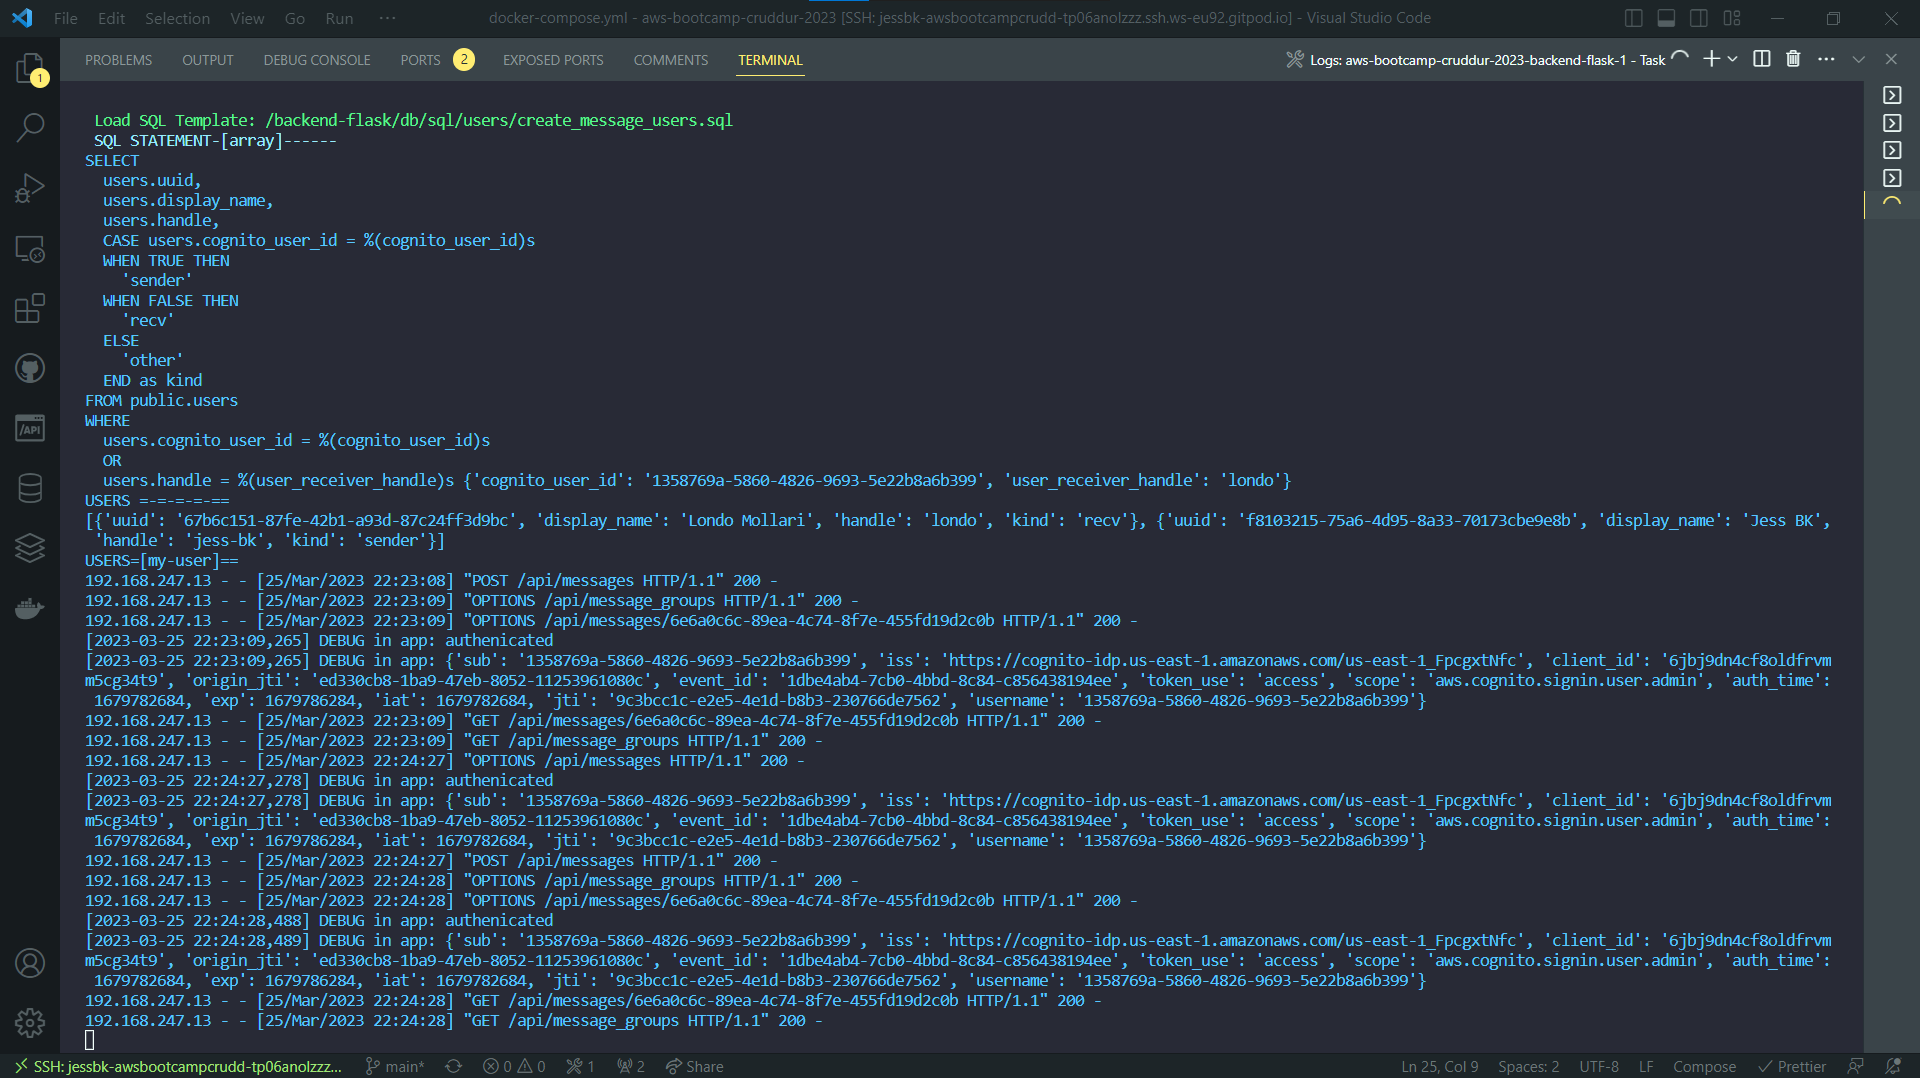 File Edit Selection View Go Run ··· docker-compose.yml - aws-bootcamp-cruddur-2023 [SSH: jessbk-awsbootcampcrudd-tp06anolzzz.ssh.ws-eu92.gitpod.io] - Visual Studio Code
PROBLEMS OUTPUT DEBUG CONSOLE PORTS 2 EXPOSED PORTS COMMENTS TERMINAL Logs: aws-bootcamp-cruddur-2023-backend-flask-1 - Task
1
Load SQL Template: /backend-flask/db/sql/users/create_message_users.sql
SQL STATEMENT-[array]------
SELECT
users.uuid,
users.display_name,
users.handle,
CASE users.cognito_user_id = %(cognito_user_id)s
WHEN TRUE THEN
'sender'
WHEN FALSE THEN
'recv'
ELSE
'other'
END as kind
FROM public.users
WHERE
users.cognito_user_id = %(cognito_user_id)s
OR
users.handle = %(user_receiver_handle)s {'cognito_user_id': '1358769a-5860-4826-9693-5e22b8a6b399', 'user_receiver_handle': 'londo'}
USERS =-=-=-=-==
[{'uuid': '67b6c151-87fe-42b1-a93d-87c24ff3d9bc', 'display_name': 'Londo Mollari', 'handle': 'londo', 'kind': 'recv'}, {'uuid': 'f8103215-75a6-4d95-8a33-70173cbe9e8b', 'display_name': 'Jess BK',
'handle': 'jess-bk', 'kind': 'sender'}]
USERS=[my-user]==
192.168.247.13 - - [25/Mar/2023 22:23:08] "POST /api/messages HTTP/1.1" 200 -
192.168.247.13 - - [25/Mar/2023 22:23:09] "OPTIONS /api/message_groups HTTP/1.1" 200 -
192.168.247.13 - - [25/Mar/2023 22:23:09] "OPTIONS /api/messages/6e6a0c6c-89ea-4c74-8f7e-455fd19d2c0b HTTP/1.1" 200 -
[2023-03-25 22:23:09,265] DEBUG in app: authenicated
[2023-03-25 22:23:09,265] DEBUG in app: {'sub': '1358769a-5860-4826-9693-5e22b8a6b399', 'iss': 'https://cognito-idp.us-east-1.amazonaws.com/us-east-1_FpcgxtNfc', 'client_id': '6jbj9dn4cf8oldfrvm
m5cg34t9', 'origin_jti': 'ed330cb8-1ba9-47eb-8052-11253961080c', 'event_id': '1dbe4ab4-7cb0-4bbd-8c84-c856438194ee', 'token_use': 'access', 'scope': 'aws.cognito.signin.user.admin', 'auth_time':
1679782684, 'exp': 1679786284, 'iat': 1679782684, 'jti': '9c3bcc1c-e2e5-4e1d-b8b3-230766de7562', 'username': '1358769a-5860-4826-9693-5e22b8a6b399'}
192.168.247.13 - - [25/Mar/2023 22:23:09] "GET /api/messages/6e6a0c6c-89ea-4c74-8f7e-455fd19d2c0b HTTP/1.1" 200 -
192.168.247.13 - - [25/Mar/2023 22:23:09] "GET /api/message_groups HTTP/1.1" 200 -
192.168.247.13 - - [25/Mar/2023 22:24:27] "OPTIONS /api/messages HTTP/1.1" 200 -
[2023-03-25 22:24:27,278] DEBUG in app: authenicated
[2023-03-25 22:24:27,278] DEBUG in app: {'sub': '1358769a-5860-4826-9693-5e22b8a6b399', 'iss': 'https://cognito-idp.us-east-1.amazonaws.com/us-east-1_FpcgxtNfc', 'client_id': '6jbj9dn4cf8oldfrvm
m5cg34t9', 'origin_jti': 'ed330cb8-1ba9-47eb-8052-11253961080c', 'event_id': '1dbe4ab4-7cb0-4bbd-8c84-c856438194ee', 'token_use': 'access', 'scope': 'aws.cognito.signin.user.admin', 'auth_time':
1679782684, 'exp': 1679786284, 'iat': 1679782684, 'jti': '9c3bcc1c-e2e5-4e1d-b8b3-230766de7562', 'username': '1358769a-5860-4826-9693-5e22b8a6b399'}
192.168.247.13 - - [25/Mar/2023 22:24:27] "POST /api/messages HTTP/1.1" 200 -
192.168.247.13 - - [25/Mar/2023 22:24:28] "OPTIONS /api/message_groups HTTP/1.1" 200 -
192.168.247.13 - - [25/Mar/2023 22:24:28] "OPTIONS /api/messages/6e6a0c6c-89ea-4c74-8f7e-455fd19d2c0b HTTP/1.1" 200 -
[2023-03-25 22:24:28,488] DEBUG in app: authenicated
[2023-03-25 22:24:28,489] DEBUG in app: {'sub': '1358769a-5860-4826-9693-5e22b8a6b399', 'iss': 'https://cognito-idp.us-east-1.amazonaws.com/us-east-1_FpcgxtNfc', 'client_id': '6jbj9dn4cf8oldfrvm
m5cg34t9', 'origin_jti': 'ed330cb8-1ba9-47eb-8052-11253961080c', 'event_id': '1dbe4ab4-7cb0-4bbd-8c84-c856438194ee', 'token_use': 'access', 'scope': 'aws.cognito.signin.user.admin', 'auth_time':
1679782684, 'exp': 1679786284, 'iat': 1679782684, 'jti': '9c3bcc1c-e2e5-4e1d-b8b3-230766de7562', 'username': '1358769a-5860-4826-9693-5e22b8a6b399'}
192.168.247.13 - - [25/Mar/2023 22:24:28] "GET /api/messages/6e6a0c6c-89ea-4c74-8f7e-455fd19d2c0b HTTP/1.1" 200 -
192.168.247.13 - - [25/Mar/2023 22:24:28] "GET /api/message_groups HTTP/1.1" 200 -
/API
SSH: jessbk-awsbootcampcrudd-tp06anolzzz... main* 0 0 1 2 Share Ln 25, Col 9 Spaces: 2 UTF-8 LF Compose Prettier